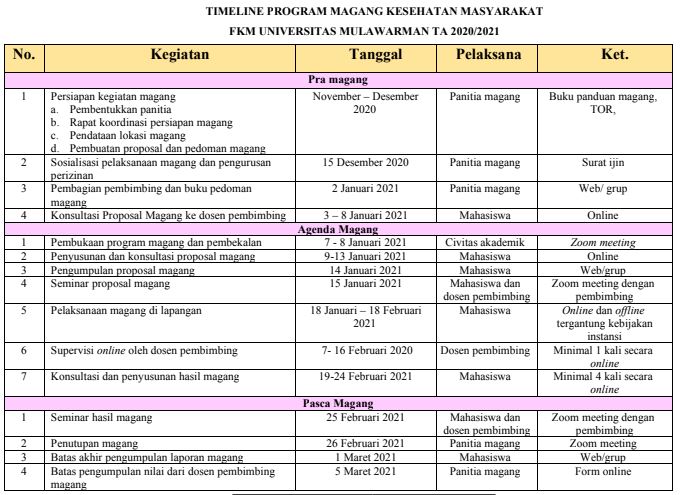 TIMELINE PROGRAM MAGANG KESEHATAN MASYARAKAT
FKM UNIVERSITAS MULAWARMAN TA 2020/2021
No. Kegiatan Tanggal Pelaksana Ket.
Pra magang
1 Persiapan kegiatan magang November – Desember Panitia magang Buku panduan magang,
a. Pembentukkan panitia 2020 TOR,
b. Rapat koordinasi persiapan magang
c. Pendataan lokasi magang
d. Pembuatan proposal dan pedoman magang
2 Sosialisasi pelaksanaan magang dan pengurusan 15 Desember 2020 Panitia magang Surat ijin
perizinan
3 Pembagian pembimbing dan buku pedoman 2 Januari 2021 Panitia magang Web/ grup
magang
4 Konsultasi Proposal Magang ke dosen pembimbing 3 – 8 Januari 2021 Mahasiswa Online
Agenda Magang
1 Pembukaan program magang dan pembekalan 7 - 8 Januari 2021 Civitas akademik Zoom meeting
2 Penyusunan dan konsultasi proposal magang 9-13 Januari 2021 Mahasiswa Online
3 Pengumpulan proposal magang 14 Januari 2021 Mahasiswa Web/grup
4 Seminar proposal magang 15 Januari 2021 Mahasiswa dan Zoom meeting dengan
dosen pembimbing pembimbing
5 Pelaksanaan magang di lapangan 18 Januari – 18 Februari Mahasiswa Online dan offline
2021 tergantung kebijakan
instansi
6 Supervisi online oleh dosen pembimbing 7- 16 Februari 2020 Dosen pembimbing Minimal 1 kali secara
online
7 Konsultasi dan penyusunan hasil magang 19-24 Februari 2021 Mahasiswa Minimal 4 kali secara
online
Pasca Magang
1 Seminar hasil magang 25 Februari 2021 Mahasiswa dan Zoom meeting dengan
dosen pembimbing pembimbing
2 Penutupan magang 26 Februari 2021 Panitia magang Zoom meeting
3 Batas akhir pengumpulan laporan magang 1 Maret 2021 Mahasiswa Web/grup
4 Batas pengumpulan nilai dari dosen pembimbing 5 Maret 2021 Panitia magang Form online
magang